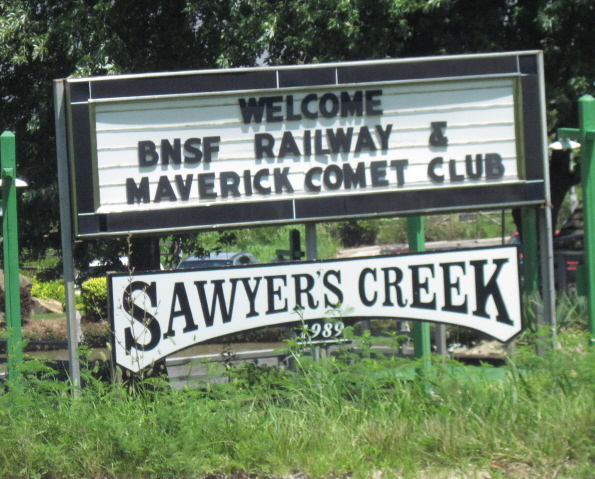 WELCOME
BNSF RAILWAY &
MAVERICK COMET CLUB
SAWYER'S CREEK
1989